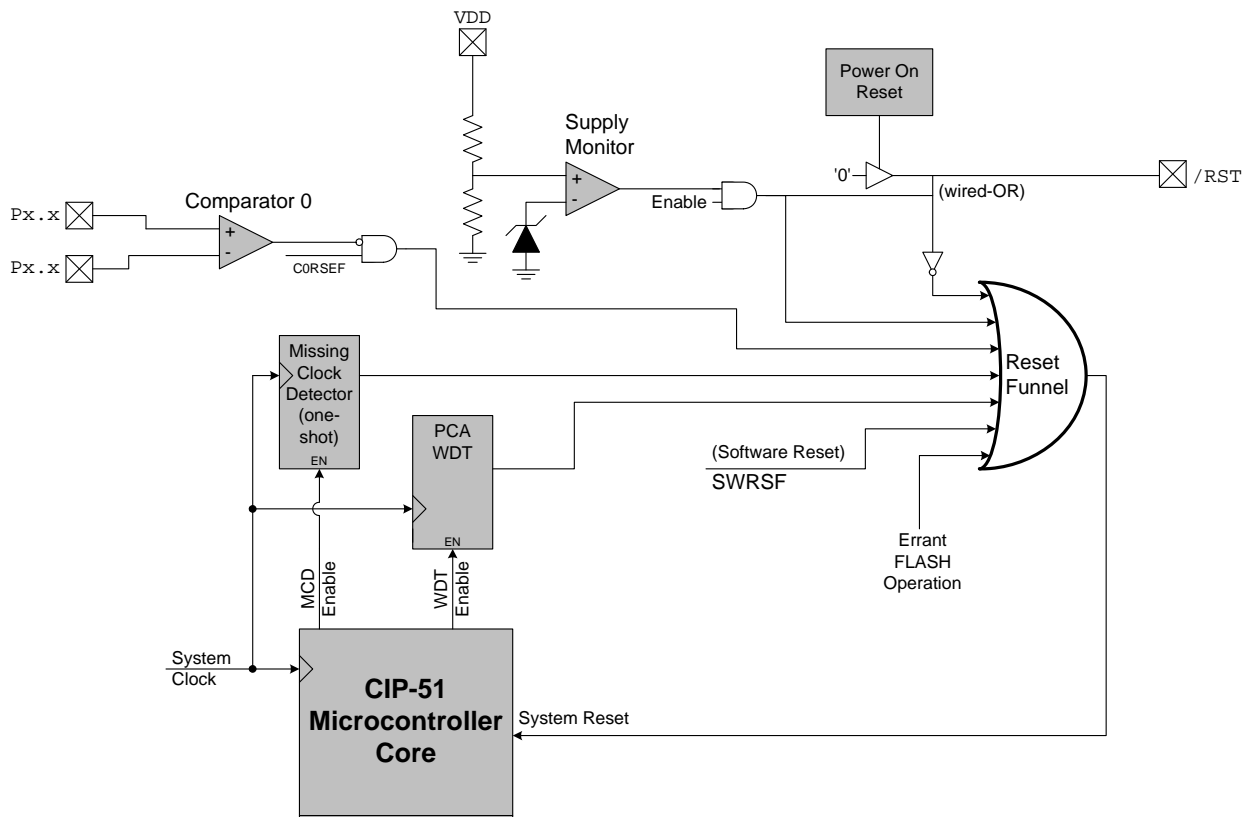 VDD
Power On
Reset
Supply
Monitor
+
-
Enable
'0'
(wired-OR)
/RST
Comparator 0
Px.x
Px.x
+
-
C0RSEF
Missing
Clock
Detector
(one-
shot)
EN
PCA
WDT
EN
Reset
Funnel
(Software Reset)
SWRSF
Errant
FLASH
Operation
MCD
Enable
WDT
Enable
System
Clock
CIP-51
Microcontroller
Core
System Reset